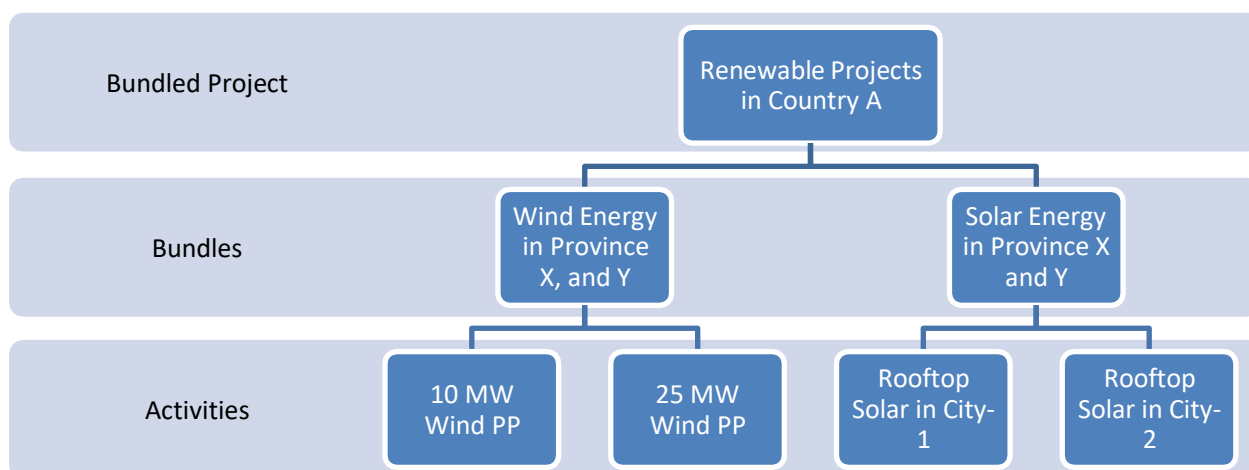 Bundled Project
Renewable Projects
in Country A
Bundles
Wind Energy
in Province
X, and Y
Solar Energy
in Province X
and Y
Activities
10 MW
Wind PP
25 MW
Wind PP
Rooftop
Solar in City-
1
Rooftop
Solar in City-
2